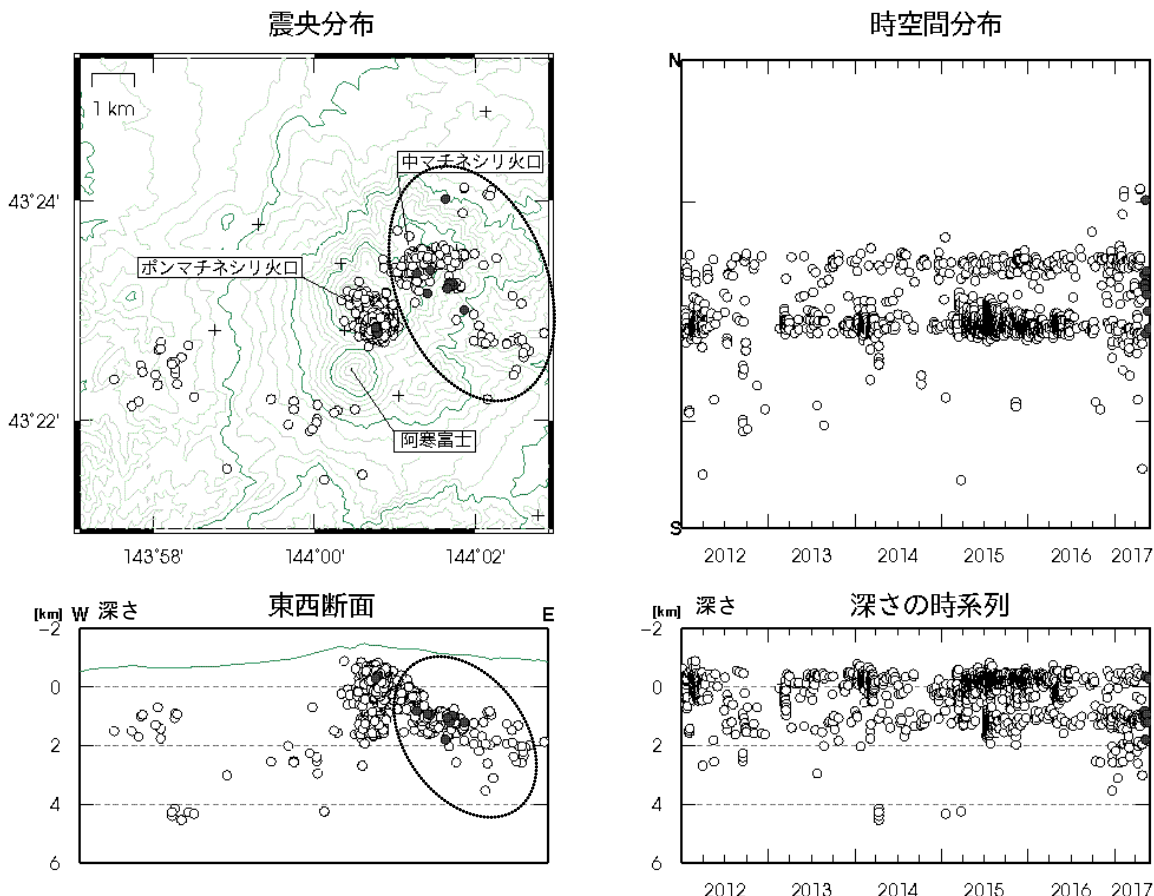 震央分布
時空間分布
N
1 km
中マチネシリ火口
43°24'
ポンマチネシリ火口
43°22'
阿寒富士
S
143°58'
144°00'
144°02'
2012
2013
2014
2015
2016
2017
[km] W 深さ
東西断面
E
[km] 深さ
深さの時系列
-2
0
2
4
6
-2
0
2
4
6
2012
2013
2014
2015
2016
2017